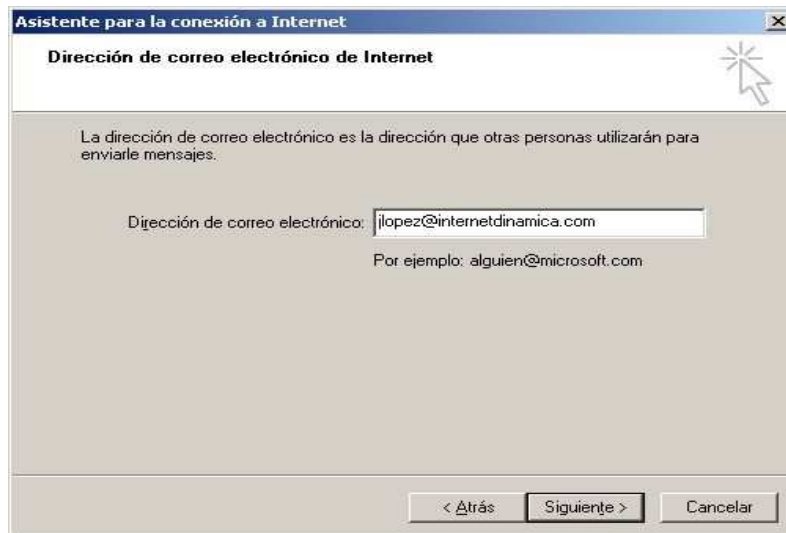 Asistente para la conexión a Internet
Dirección de correo electrónico de Internet
La dirección de correo electrónico es la dirección que otras personas utilizarán para
enviarle mensajes.
Dirección de correo electrónico: jlopez@internetdinamica.com
Por ejemplo: alguien@microsoft.com
< Atrás Siguiente > Cancelar